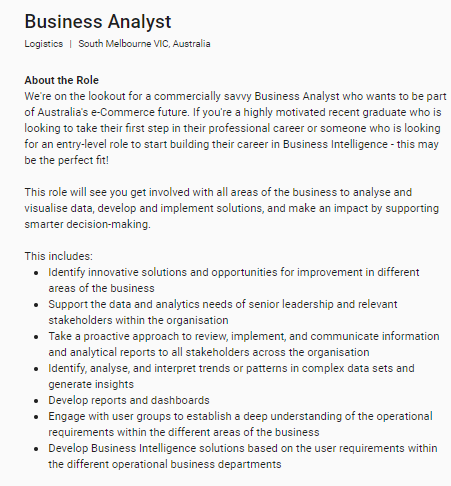 Business Analyst
Logistics | South Melbourne VIC, Australia
About the Role
We're on the lookout for a commercially savvy Business Analyst who wants to be part
of Australia's e-Commerce future. If you're a highly motivated recent graduate who is
looking to take their first step in their professional career or someone who is looking
for an entry-level role to start building their career in Business Intelligence - this may
be the perfect fit!
This role will see you get involved with all areas of the business to analyse and
visualise data, develop and implement solutions, and make an impact by supporting
smarter decision-making.
This includes:
• Identify innovative solutions and opportunities for improvement in different
areas of the business
• Support the data and analytics needs of senior leadership and relevant
stakeholders within the organisation
• Take a proactive approach to review, implement, and communicate information
and analytical reports to all stakeholders across the organisation
• Identify, analyse, and interpret trends or patterns in complex data sets and
generate insights
• Develop reports and dashboards
• Engage with user groups to establish a deep understanding of the operational
requirements within the different areas of the business
• Develop Business Intelligence solutions based on the user requirements within
the different operational business departments